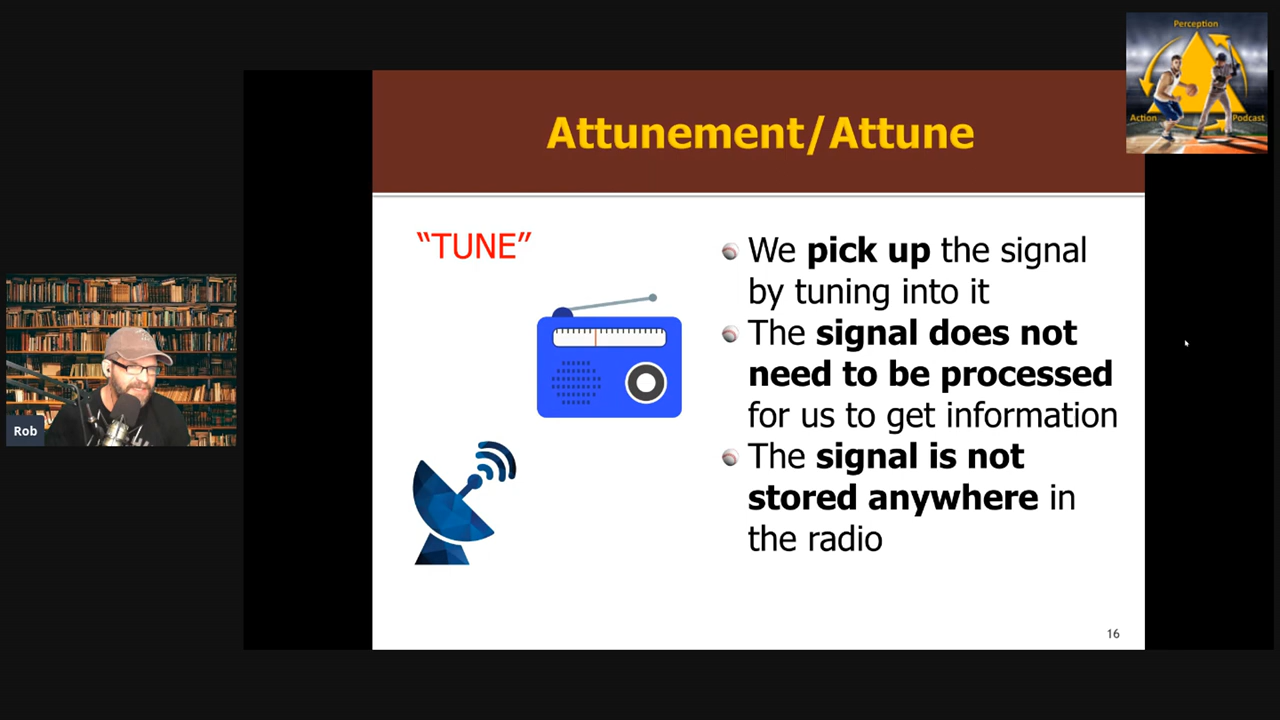 Perception
Action
Podcast
Attunement/Attune
“TUNE”
We pick up the signal
by tuning into it
The signal does not
need to be processed
for us to get information
The signal is not
stored anywhere in
the radio
Rob
16